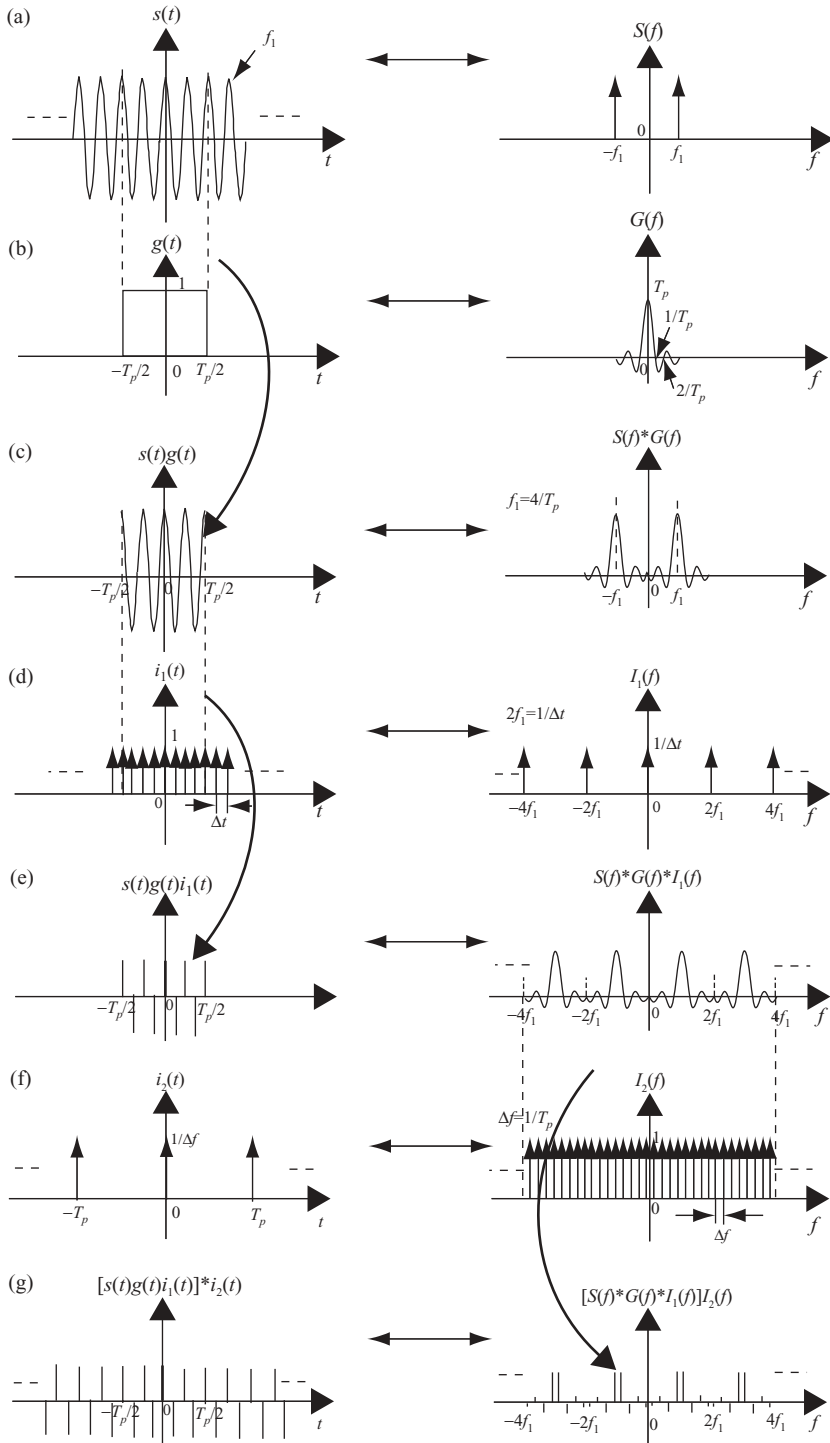 (a)
s(t)
f₁
t
S(f)
0
−f₁
f₁
f
(b)
g(t)
1
−Tₚ/2
0
Tₚ/2
t
G(f)
Tₚ
1/Tₚ
0
2/Tₚ
f
(c)
s(t)g(t)
−Tₚ/2
0
Tₚ/2
t
S(f)*G(f)
f₁=4/Tₚ
−f₁
0
f₁
f
(d)
i₁(t)
1
0
Δt
t
I₁(f)
2f₁=1/Δt
1/Δt
−4f₁
−2f₁
0
2f₁
4f₁
f
(e)
s(t)g(t)i₁(t)
−Tₚ/2
0
Tₚ/2
t
S(f)*G(f)*I₁(f)
−4f₁
−2f₁
0
2f₁
4f₁
f
(f)
i₂(t)
1/Δf
−Tₚ
0
Tₚ
t
I₂(f)
Δf=1/Tₚ
1
0
Δf
f
(g)
[s(t)g(t)i₁(t)]*i₂(t)
−Tₚ/2
0
Tₚ/2
t
[S(f)*G(f)*I₁(f)]I₂(f)
−4f₁
−2f₁
0
2f₁
4f₁
f